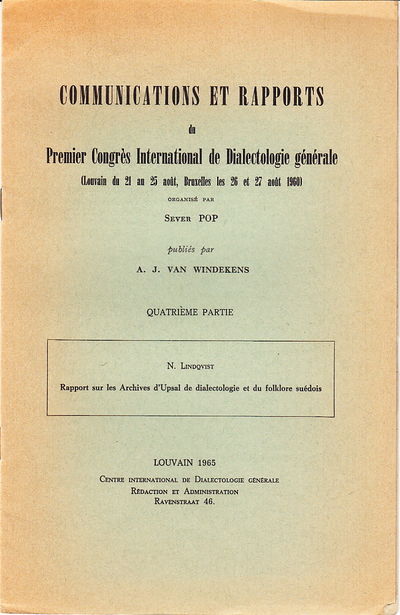 COMMUNICATIONS ET RAPPORTS
du
Premier Congrès International de Dialectologie générale
(Louvain du 21 au 25 août, Bruxelles les 26 et 27 août 1960)
ORGANISÉ PAR
SEVER POP
publiés par
A. J. VAN WINDEKENS
QUATRIÈME PARTIE
N. LINDQVIST
Rapport sur les Archives d'Upsal de dialectologie et du folklore suédois
LOUVAIN 1965
CENTRE INTERNATIONAL DE DIALECTOLOGIE GÉNÉRALE
RÉDACTION ET ADMINISTRATION
RAVENSTRAAT 46.